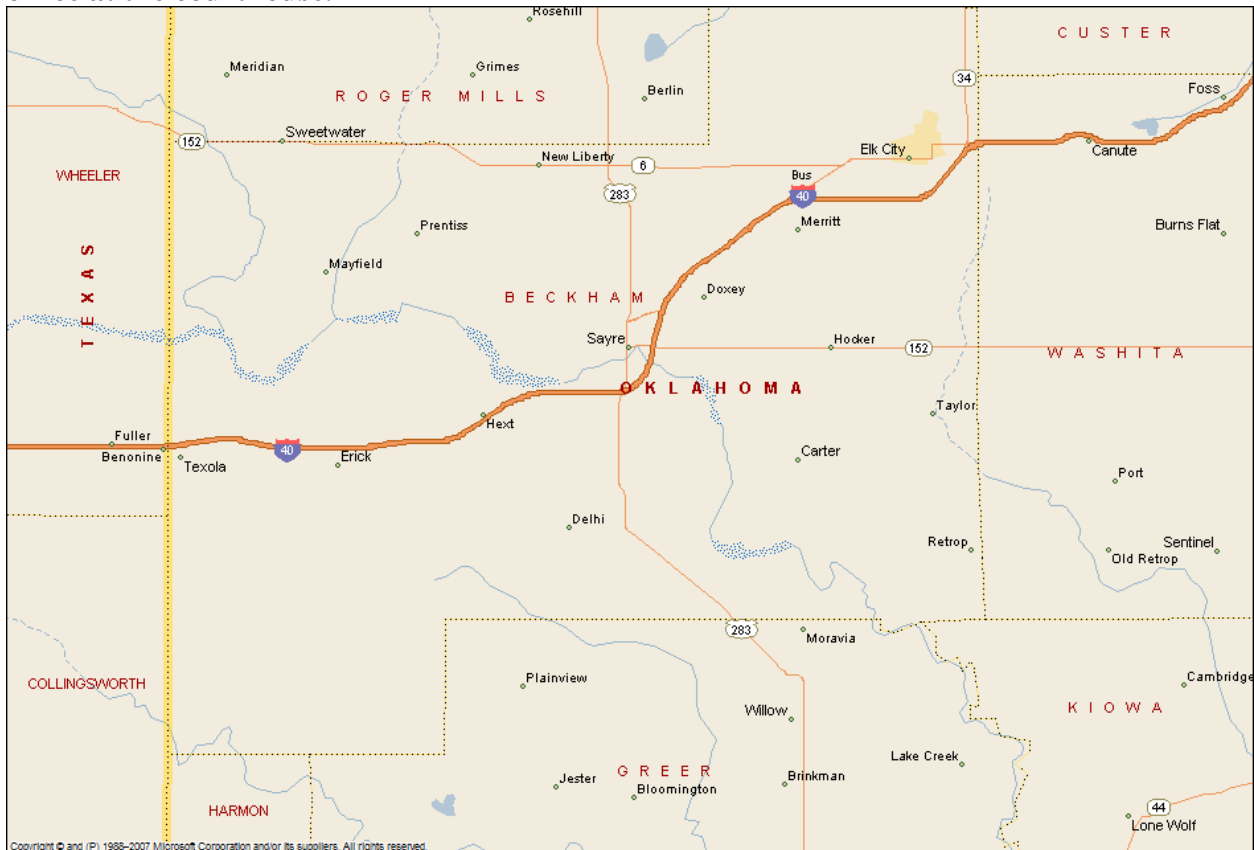 Rosehill
CUSTER
Meridian
Grimes
34
Berlin
Foss
ROGER MILLS
Sweetwater
152
Elk City
Canute
New Liberty
6
WHEELER
Bus
283
40
Prentiss
Merritt
Burns Flat
TEXAS
Mayfield
Doxey
BECKHAM
Sayre
Hocker
152
WASHITA
OKLAHOMA
Taylor
Hext
Fuller
Benonine
Texola
40
Erick
Carter
Port
Delhi
Retrop
Old Retrop
Sentinel
283
Moravia
COLLINGSWORTH
Plainview
Cambridge
Willow
KIOWA
Lake Creek
GREER
Jester
Bloomington
Brinkman
HARMON
44
Lone Wolf
Copyright © and (P) 1988–2007 Microsoft Corporation and/or its suppliers. All rights reserved.